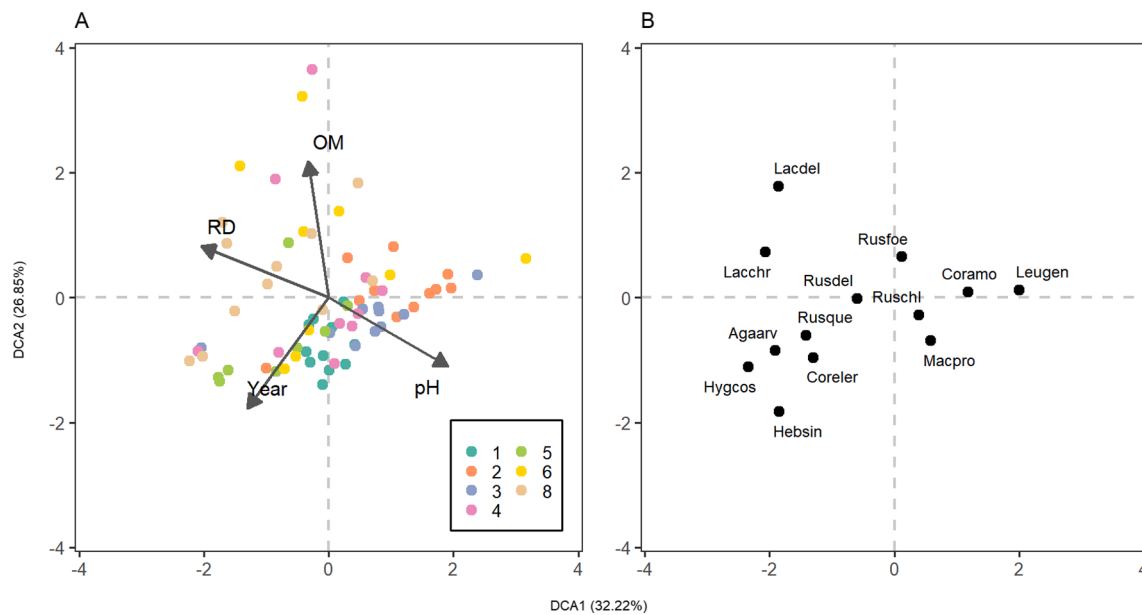 A
B
4
2
0
-2
-4
DCA2 (26.85%)
OM
RD
Year
pH
1
5
2
6
3
8
4
-4
-2
0
2
4
4
2
0
-2
-4
Lacdel
Rusfoe
Lacchr
Rusdel
Coramo
Leugen
Ruschl
Rusque
Agaarv
Macpro
Hygcos
Coreler
Hebsin
-4
-2
0
2
4
DCA1 (32.22%)